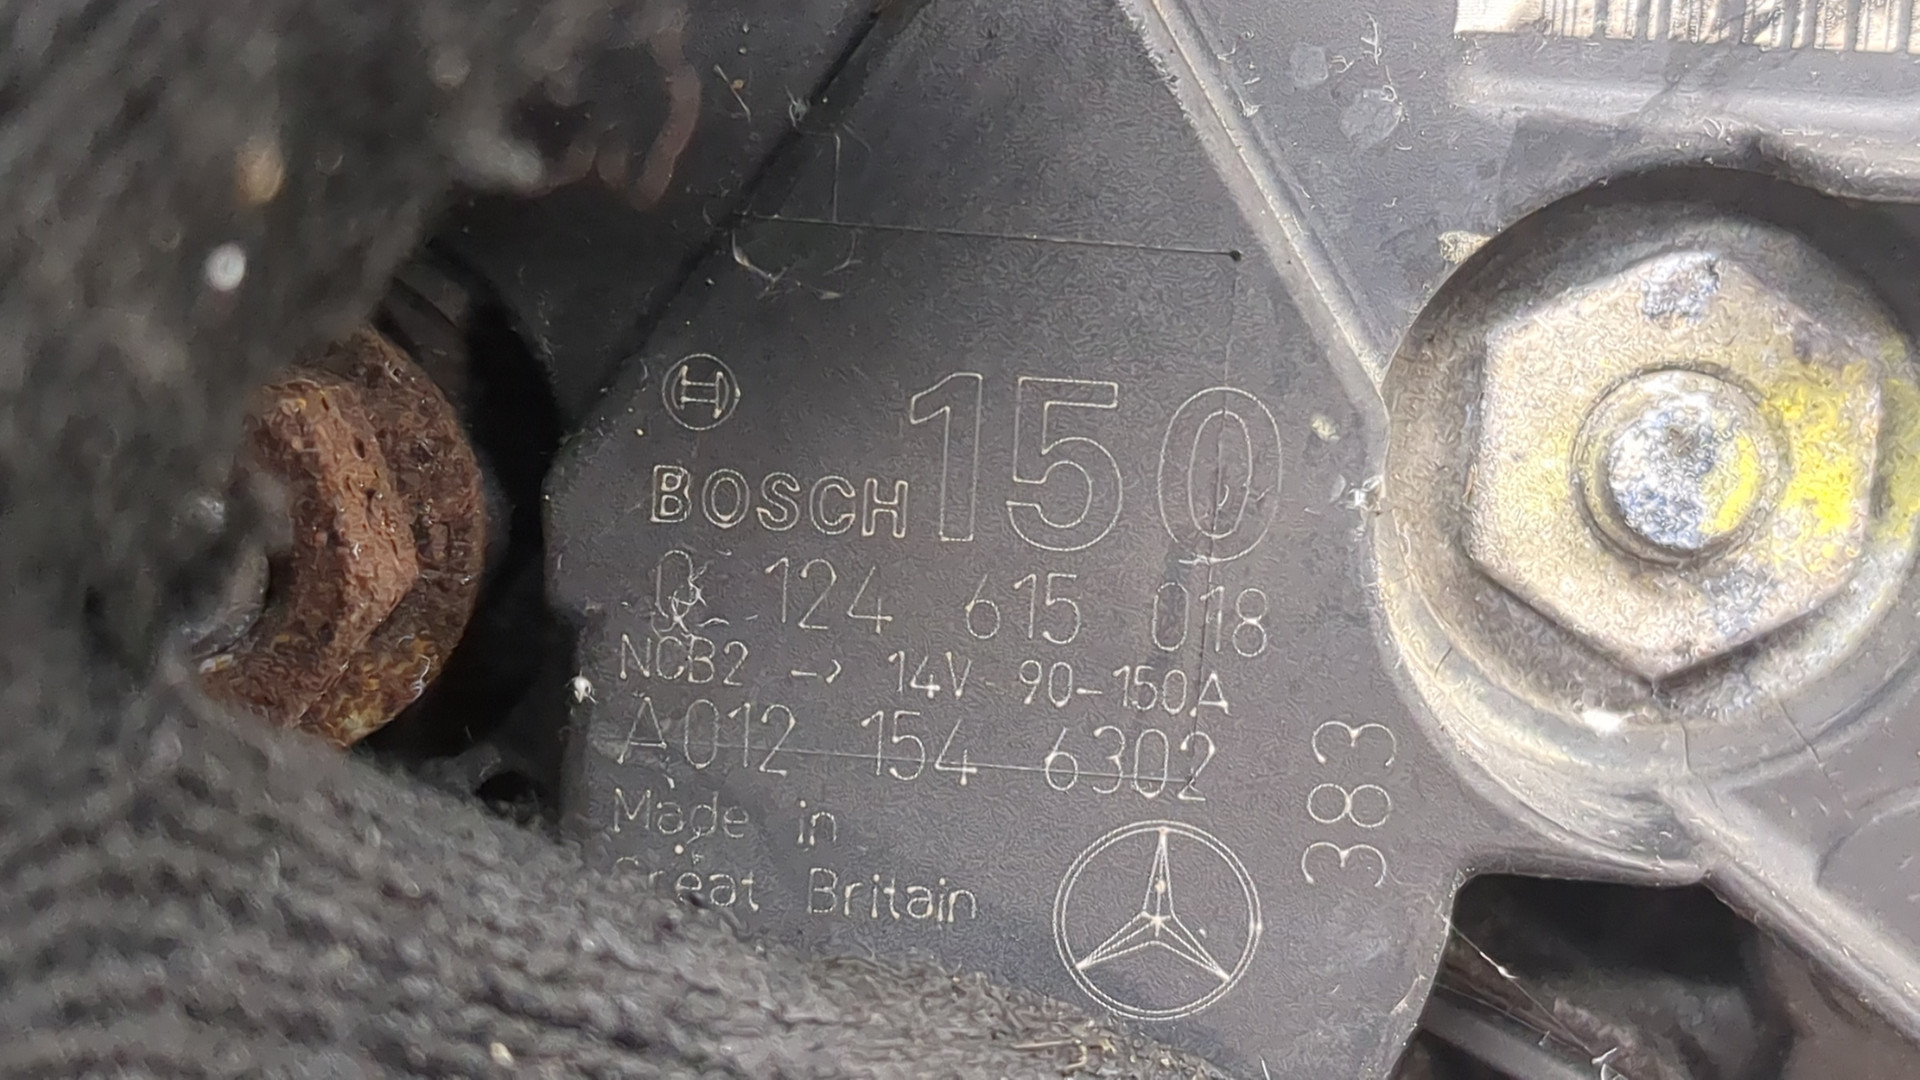 BOSCH 150
0 124 615 018
NCB2 -> 14V 90-150A
A012 154 6302
Made in
Great Britain
383